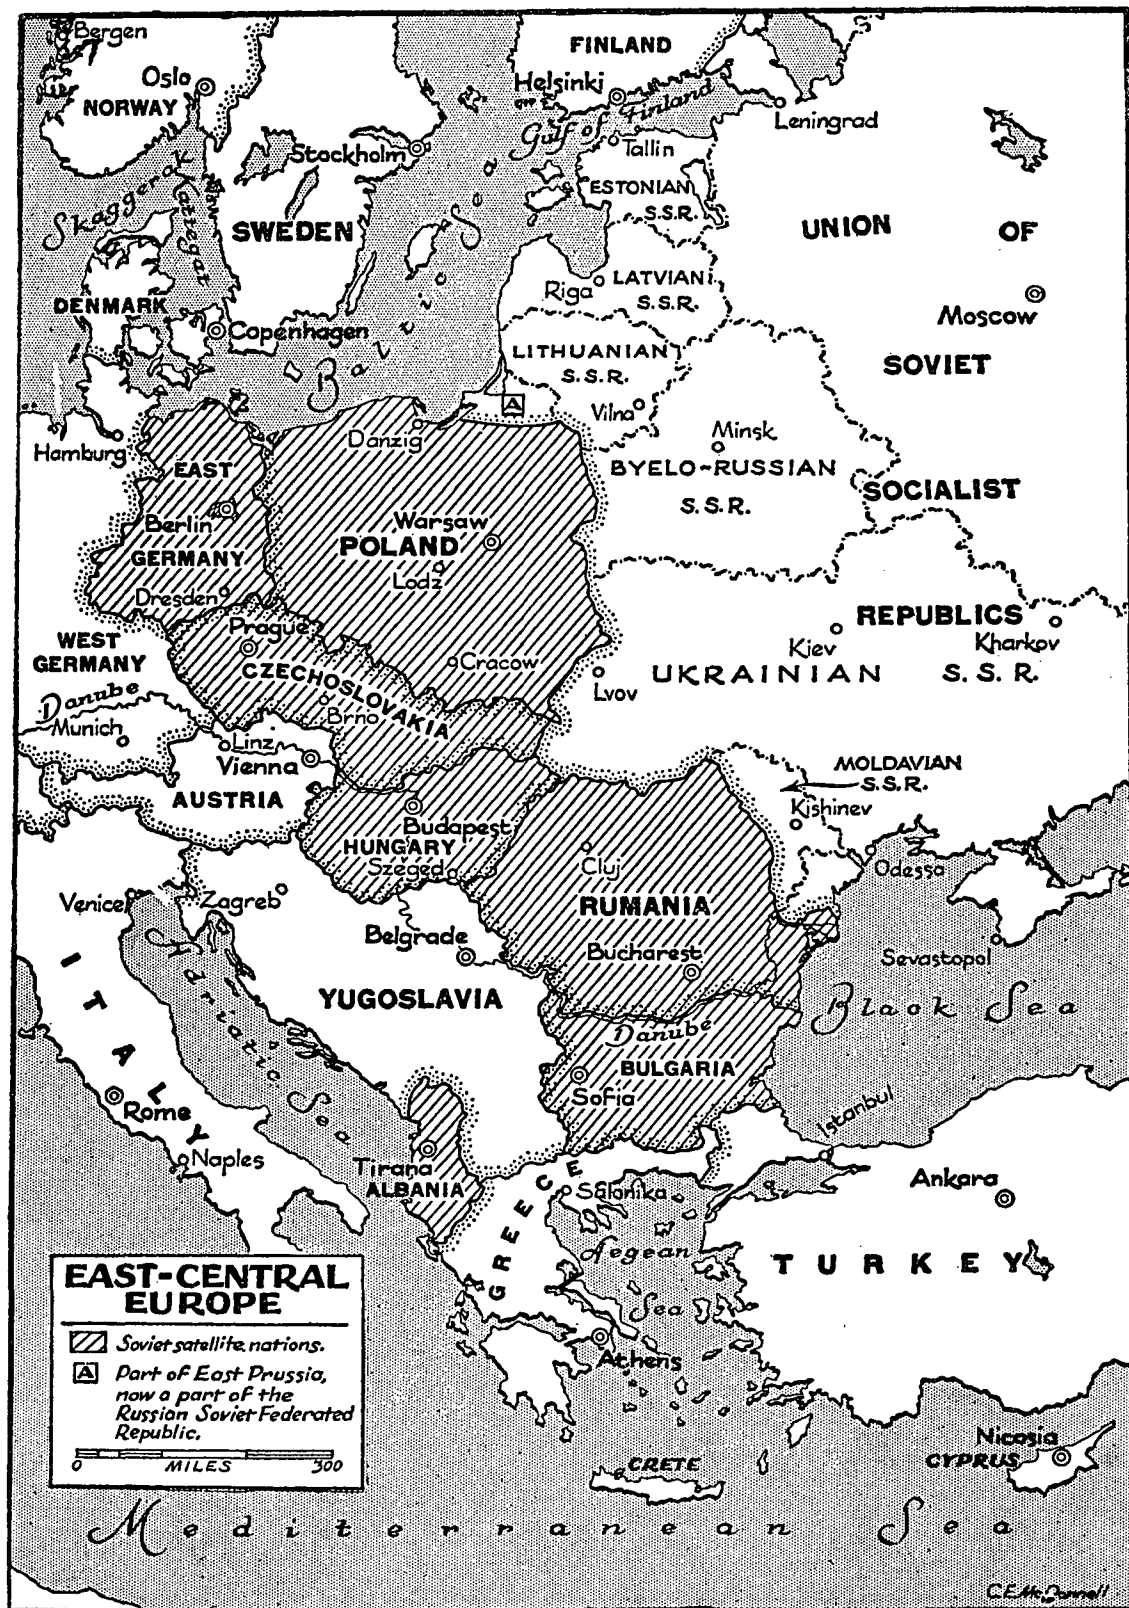 Bergen
Oslo
NORWAY
FINLAND
Helsinki
Gulf of Finland
Leningrad
Stockholm
Tallin
ESTONIAN
S.S.R.
Skaggerak
Kattegat
SWEDEN
Baltic Sea
UNION OF
SOVIET
SOCIALIST
REPUBLICS
Riga
LATVIAN
S.S.R.
Moscow
DENMARK
Copenhagen
LITHUANIAN
S.S.R.
A
Vilna
Minsk
BYELO-RUSSIAN
S.S.R.
Hamburg
Danzig
EAST
GERMANY
Berlin
Dresden
Warsaw
POLAND
Lodz
Cracow
WEST
GERMANY
Danube
Munich
Prague
CZECHOSLOVAKIA
Brno
Kiev
Kharkov
UKRAINIAN S.S.R.
Lvov
Linz
Vienna
AUSTRIA
MOLDAVIAN
S.S.R.
Kishinev
Budapest
HUNGARY
Szeged
Cluj
Odessa
RUMANIA
Bucharest
Sevastopol
Venice
Zagreb
Belgrade
YUGOSLAVIA
Adriatic Sea
ITALY
Black Sea
Danube
BULGARIA
Sofia
Rome
Naples
Tirana
ALBANIA
Istanbul
GREECE
Salonika
Ankara
Aegean
Sea
TURKEY
Athens
EAST-CENTRAL
EUROPE
Soviet satellite nations.
A Part of East Prussia,
now a part of the
Russian Soviet Federated
Republic.
0 MILES 300
CRETE
Nicosia
CYPRUS
Mediterranean Sea
C.E.McDonnell